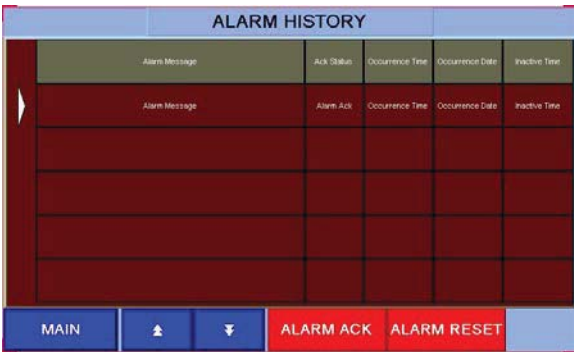 ALARM HISTORY
Alarm Message Ack Status Occurrence Time Occurrence Date Inactive Time
Alarm Message Alarm Ack Occurrence Time Occurrence Date Inactive Time
MAIN ALARM ACK ALARM RESET